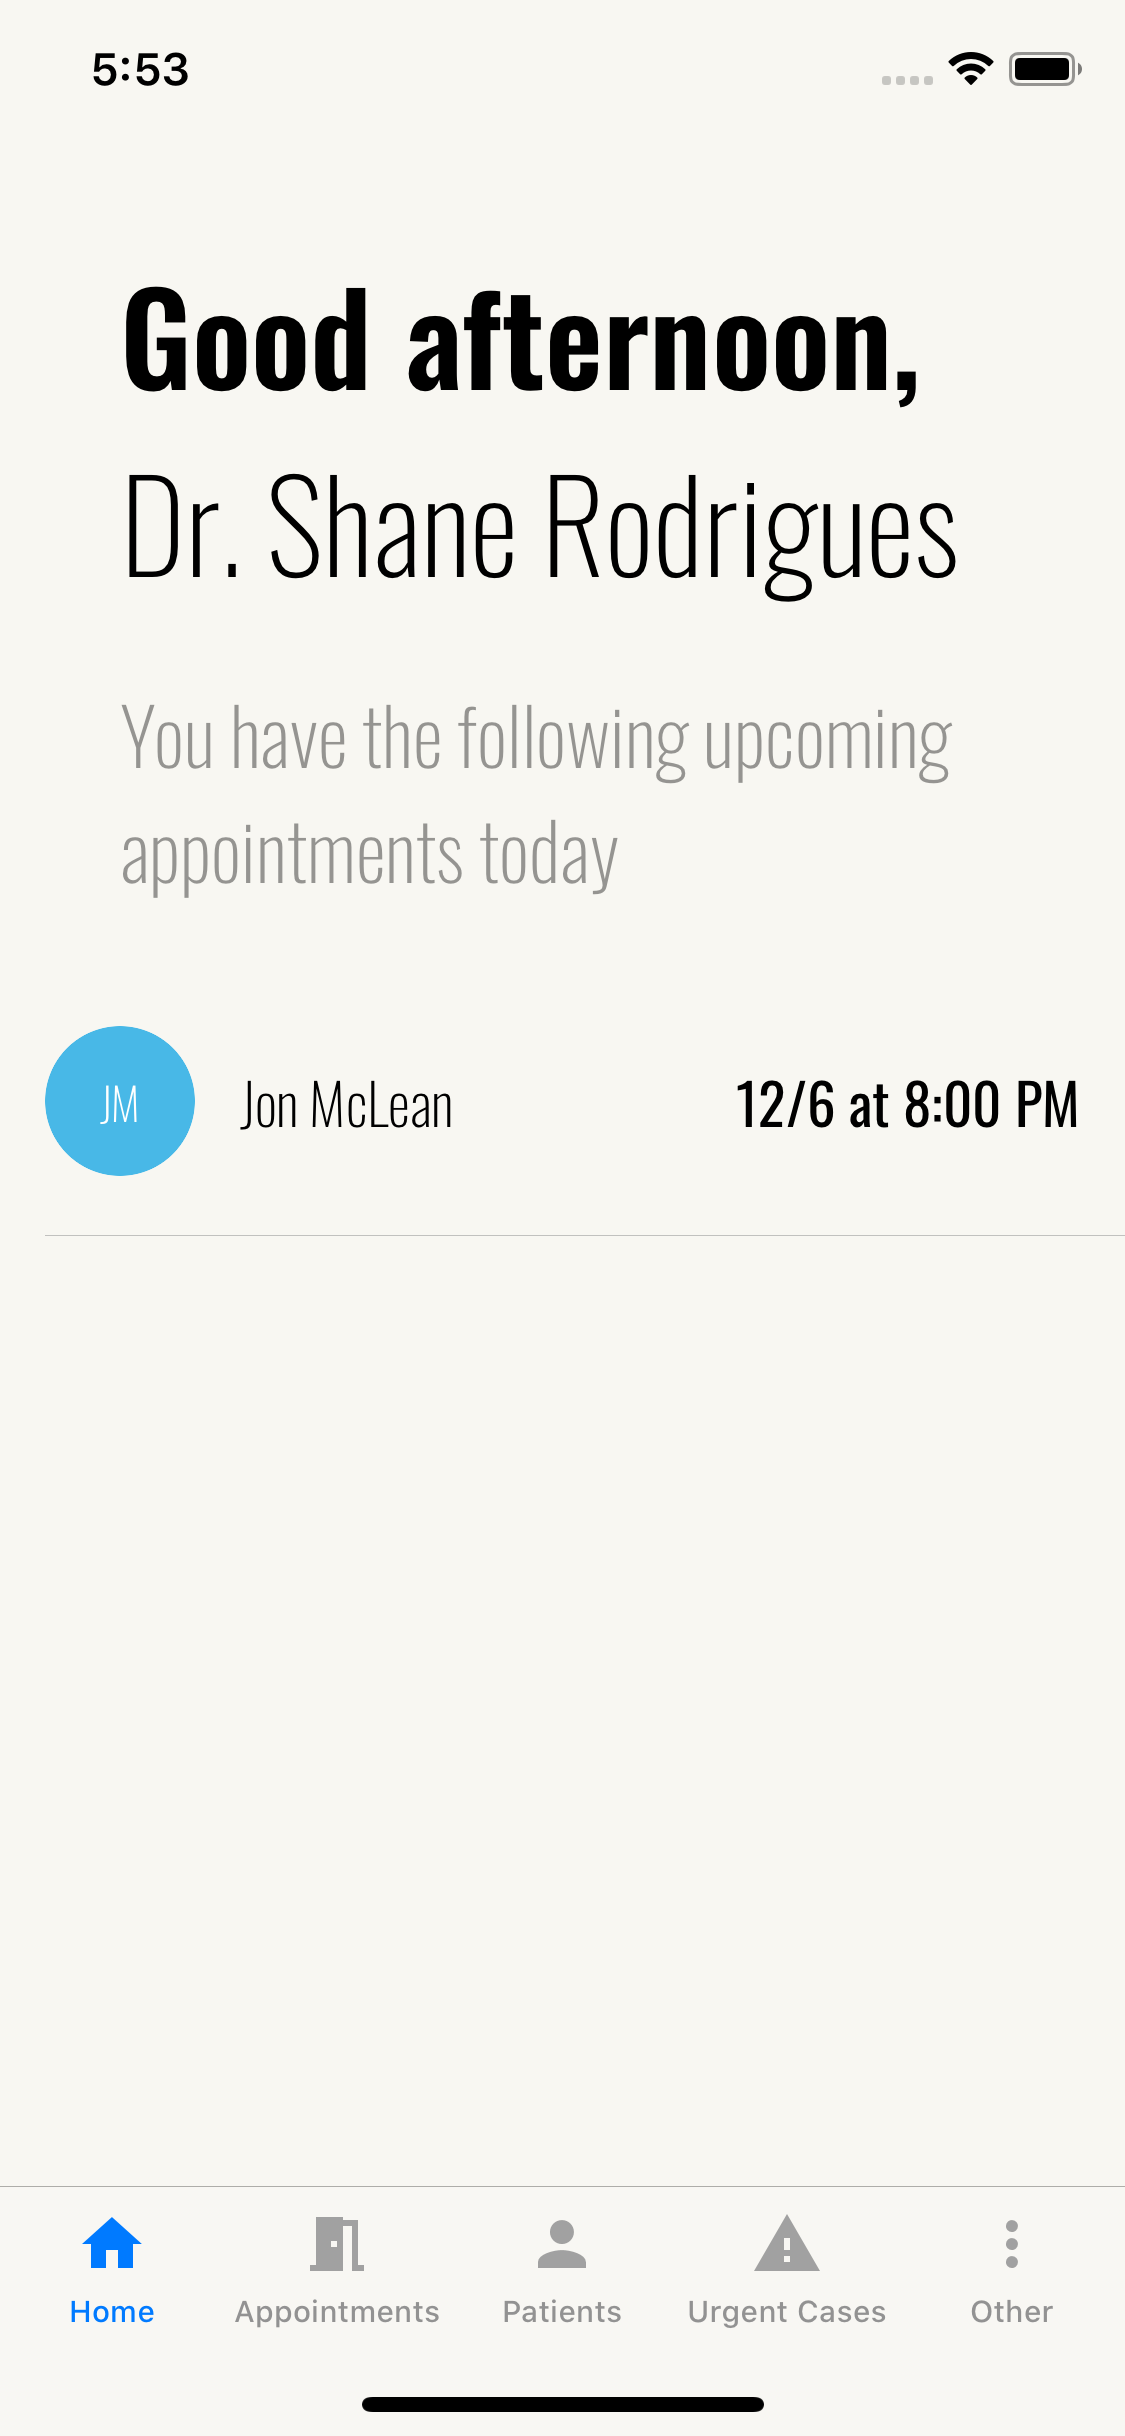 5:53
Good afternoon,
Dr. Shane Rodrigues
You have the following upcoming
appointments today
JM
Jon McLean
12/6 at 8:00 PM
Home
Appointments
Patients
Urgent Cases
Other